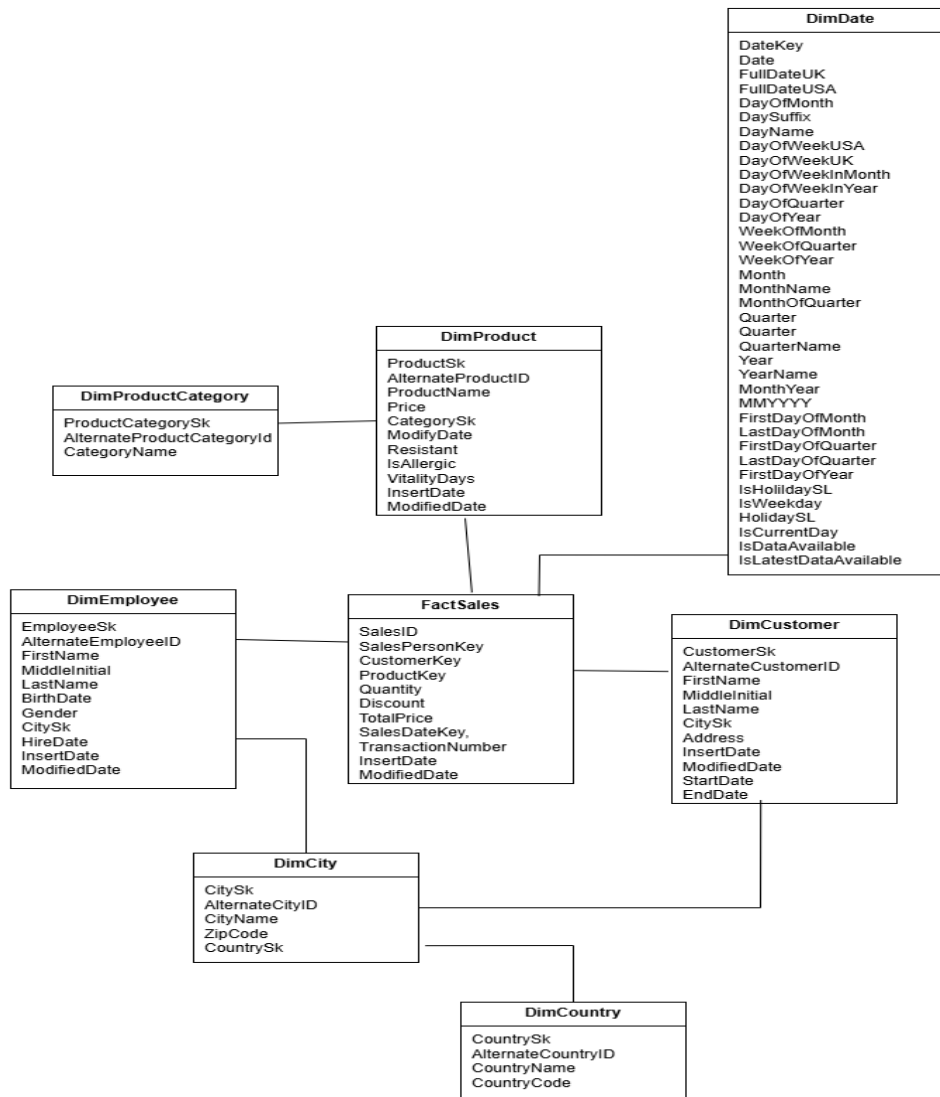 DimDate
DateKey
Date
FullDateUK
FullDateUSA
DayOfMonth
DaySuffix
DayName
DayOfWeekUSA
DayOfWeekUK
DayOfWeekInMonth
DayOfWeekInYear
DayOfQuarter
DayOfYear
WeekOfMonth
WeekOfQuarter
WeekOfYear
Month
MonthName
MonthOfQuarter
Quarter
Quarter
QuarterName
Year
YearName
MonthYear
MMYYYY
FirstDayOfMonth
LastDayOfMonth
FirstDayOfQuarter
LastDayOfQuarter
FirstDayOfYear
IsHolildaySL
IsWeekday
HolidaySL
IsCurrentDay
IsDataAvailable
IsLatestDataAvailable
DimProduct
ProductSk
AlternateProductID
ProductName
Price
CategorySk
ModifyDate
Resistant
IsAllergic
VitalityDays
InsertDate
ModifiedDate
DimProductCategory
ProductCategorySk
AlternateProductCategoryId
CategoryName
DimEmployee
EmployeeSk
AlternateEmployeeID
FirstName
MiddleInitial
LastName
BirthDate
Gender
CitySk
HireDate
InsertDate
ModifiedDate
FactSales
SalesID
SalesPersonKey
CustomerKey
ProductKey
Quantity
Discount
TotalPrice
SalesDateKey,
TransactionNumber
InsertDate
ModifiedDate
DimCustomer
CustomerSk
AlternateCustomerID
FirstName
MiddleInitial
LastName
CitySk
Address
InsertDate
ModifiedDate
StartDate
EndDate
DimCity
CitySk
AlternateCityID
CityName
ZipCode
CountrySk
DimCountry
CountrySk
AlternateCountryID
CountryName
CountryCode